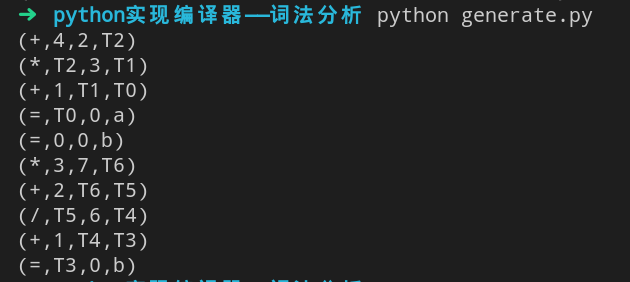 ➜ python实现编译器——词法分析 python generate.py
(+,4,2,T2)
(*,T2,3,T1)
(+,1,T1,T0)
(=,T0,0,a)
(=,0,0,b)
(*,3,7,T6)
(+,2,T6,T5)
(/,T5,6,T4)
(+,1,T4,T3)
(=,T3,0,b)